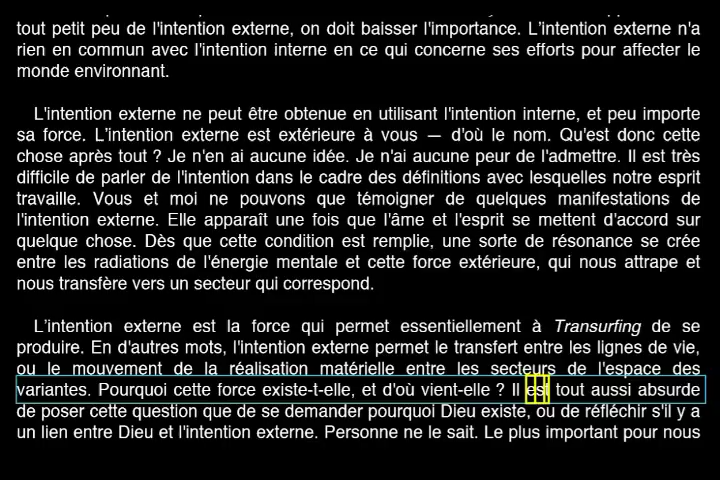 tout petit peu de l'intention externe, on doit baisser l'importance. L'intention externe n'a
rien en commun avec l'intention interne en ce qui concerne ses efforts pour affecter le
monde environnant.
L'intention externe ne peut être obtenue en utilisant l'intention interne, et peu importe
sa force. L'intention externe est extérieure à vous — d'où le nom. Qu'est donc cette
chose après tout ? Je n'en ai aucune idée. Je n'ai aucune peur de l'admettre. Il est très
difficile de parler de l'intention dans le cadre des définitions avec lesquelles notre esprit
travaille. Vous et moi ne pouvons que témoigner de quelques manifestations de
l'intention externe. Elle apparaît une fois que l'âme et l'esprit se mettent d'accord sur
quelque chose. Dès que cette condition est remplie, une sorte de résonance se crée
entre les radiations de l'énergie mentale et cette force extérieure, qui nous attrape et
nous transfère vers un secteur qui correspond.
L'intention externe est la force qui permet essentiellement à Transurfing de se
produire. En d'autres mots, l'intention externe permet le transfert entre les lignes de vie,
ou le mouvement de la réalisation matérielle entre les secteurs de l'espace des
variantes. Pourquoi cette force existe-t-elle, et d'où vient-elle ? Il est tout aussi absurde
de poser cette question que de se demander pourquoi Dieu existe, ou de réfléchir s'il y a
un lien entre Dieu et l'intention externe. Personne ne le sait. Le plus important pour nous